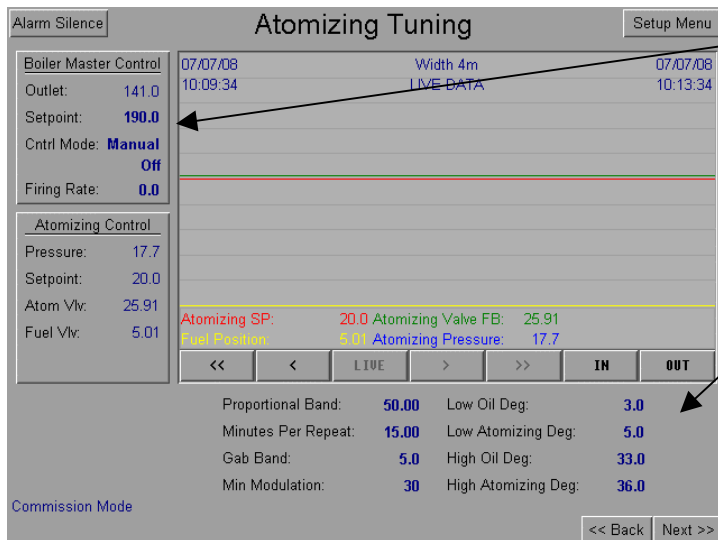 Alarm Silence
Atomizing Tuning
Setup Menu
Boiler Master Control
Outlet: 141.0
Setpoint: 190.0
Cntrl Mode: Manual
Off
Firing Rate: 0.0
Atomizing Control
Pressure: 17.7
Setpoint: 20.0
Atom Vlv: 25.91
Fuel Vlv: 5.01
07/07/08 Width 4m 07/07/08
10:09:34 LIVE DATA 10:13:34
Atomizing SP: 20.0 Atomizing Valve FB: 25.91
Fuel Position: 5.01 Atomizing Pressure: 17.7
<< < LIVE > >> IN OUT
Proportional Band: 50.00 Low Oil Deg: 3.0
Minutes Per Repeat: 15.00 Low Atomizing Deg: 5.0
Gab Band: 5.0 High Oil Deg: 33.0
Min Modulation: 30 High Atomizing Deg: 36.0
Commission Mode
<< Back Next >>